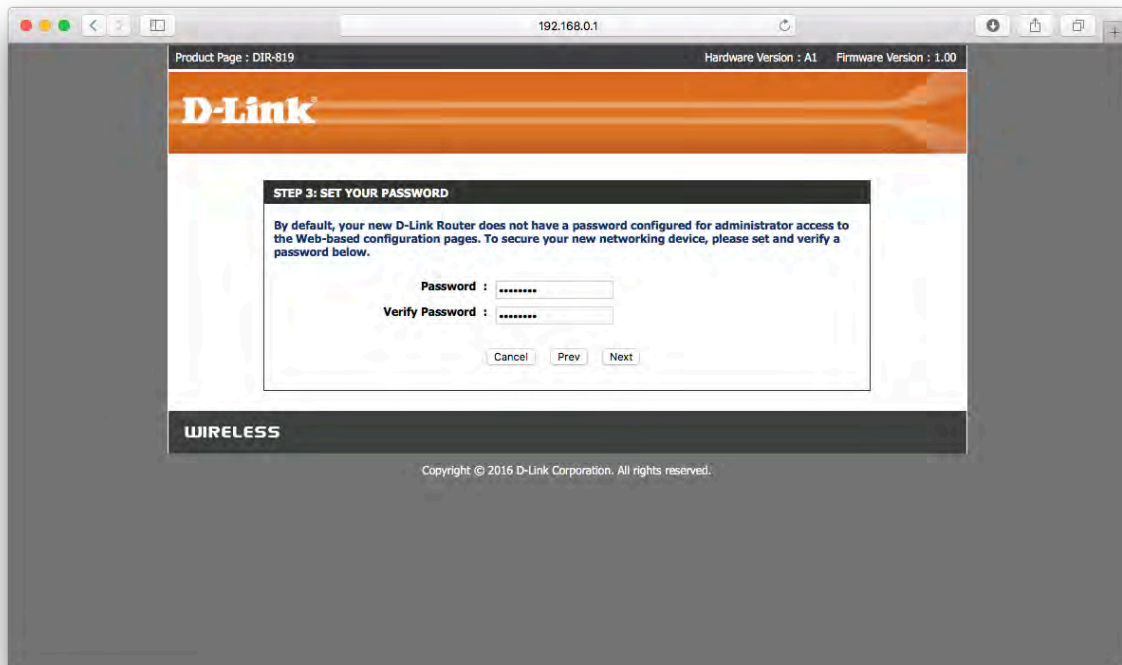 192.168.0.1
Product Page : DIR-819 Hardware Version : A1 Firmware Version : 1.00
D-Link®
STEP 3: SET YOUR PASSWORD
By default, your new D-Link Router does not have a password configured for administrator access to
the Web-based configuration pages. To secure your new networking device, please set and verify a
password below.
Password : ••••••••
Verify Password : ••••••••
Cancel Prev Next
WIRELESS
Copyright © 2016 D-Link Corporation. All rights reserved.